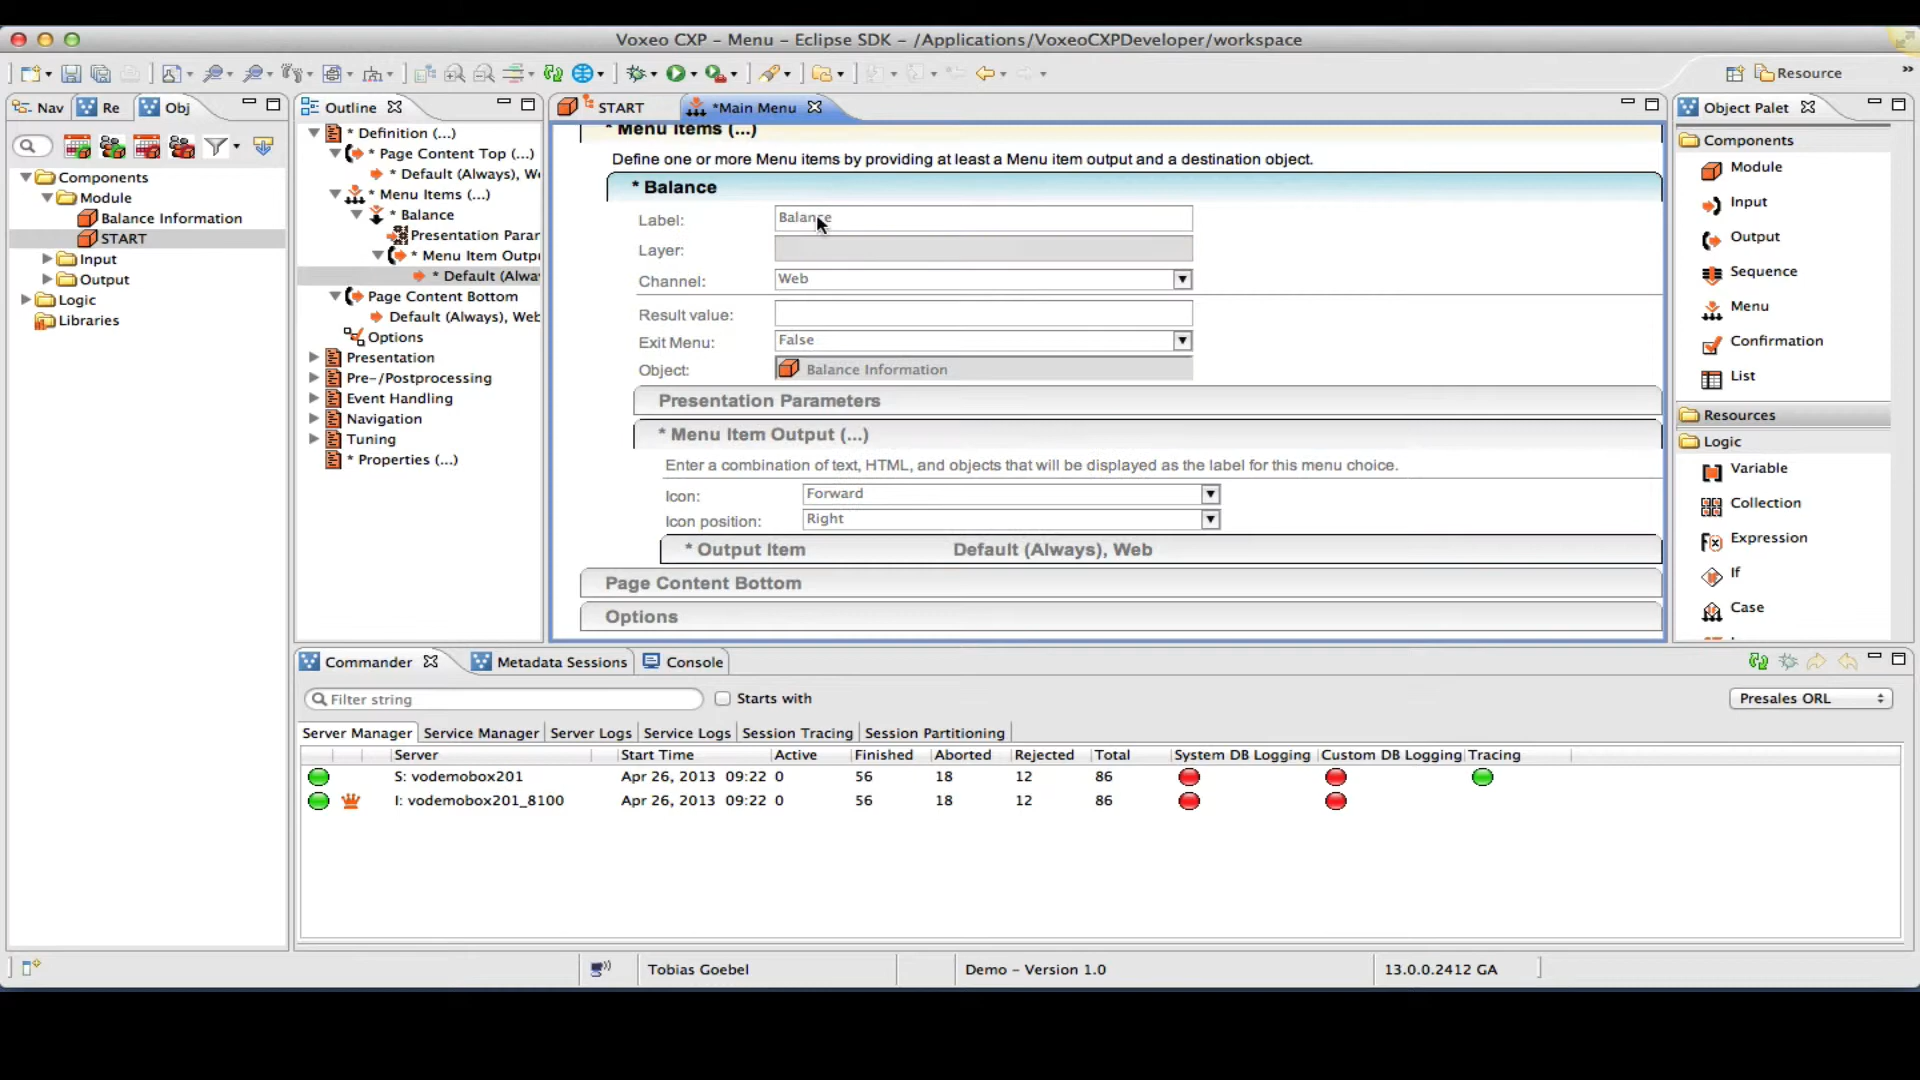 Voxeo CXP – Menu – Eclipse SDK – /Applications/VoxeoCXPDeveloper/workspace
Resource
Nav
Re
Obj
Components
Module
Balance Information
START
Input
Output
Logic
Libraries
Outline
* Definition (...)
* Page Content Top (...)
* Default (Always), We
* Menu Items (...)
* Balance
Presentation Parar
* Menu Item Outpu
* Default (Alwa
Page Content Bottom
Default (Always), Web
Options
Presentation
Pre-/Postprocessing
Event Handling
Navigation
Tuning
* Properties (...)
START
*Main Menu
* Menu Items (...)
Define one or more Menu items by providing at least a Menu item output and a destination object.
* Balance
Label: Balance
Layer:
Channel: Web
Result value:
Exit Menu: False
Object: Balance Information
Presentation Parameters
* Menu Item Output (...)
Enter a combination of text, HTML, and objects that will be displayed as the label for this menu choice.
Icon: Forward
Icon position: Right
* Output Item Default (Always), Web
Page Content Bottom
Options
Object Palet
Components
Module
Input
Output
Sequence
Menu
Confirmation
List
Resources
Logic
Variable
Collection
Expression
If
Case
Commander
Metadata Sessions
Console
Filter string
Starts with
Presales ORL
Server Manager Service Manager Server Logs Service Logs Session Tracing Session Partitioning
Server Start Time Active Finished Aborted Rejected Total System DB Logging Custom DB Logging Tracing
S: vodemobox201 Apr 26, 2013 09:22 0 56 18 12 86
I: vodemobox201_8100 Apr 26, 2013 09:22 0 56 18 12 86
Tobias Goebel
Demo – Version 1.0
13.0.0.2412 GA